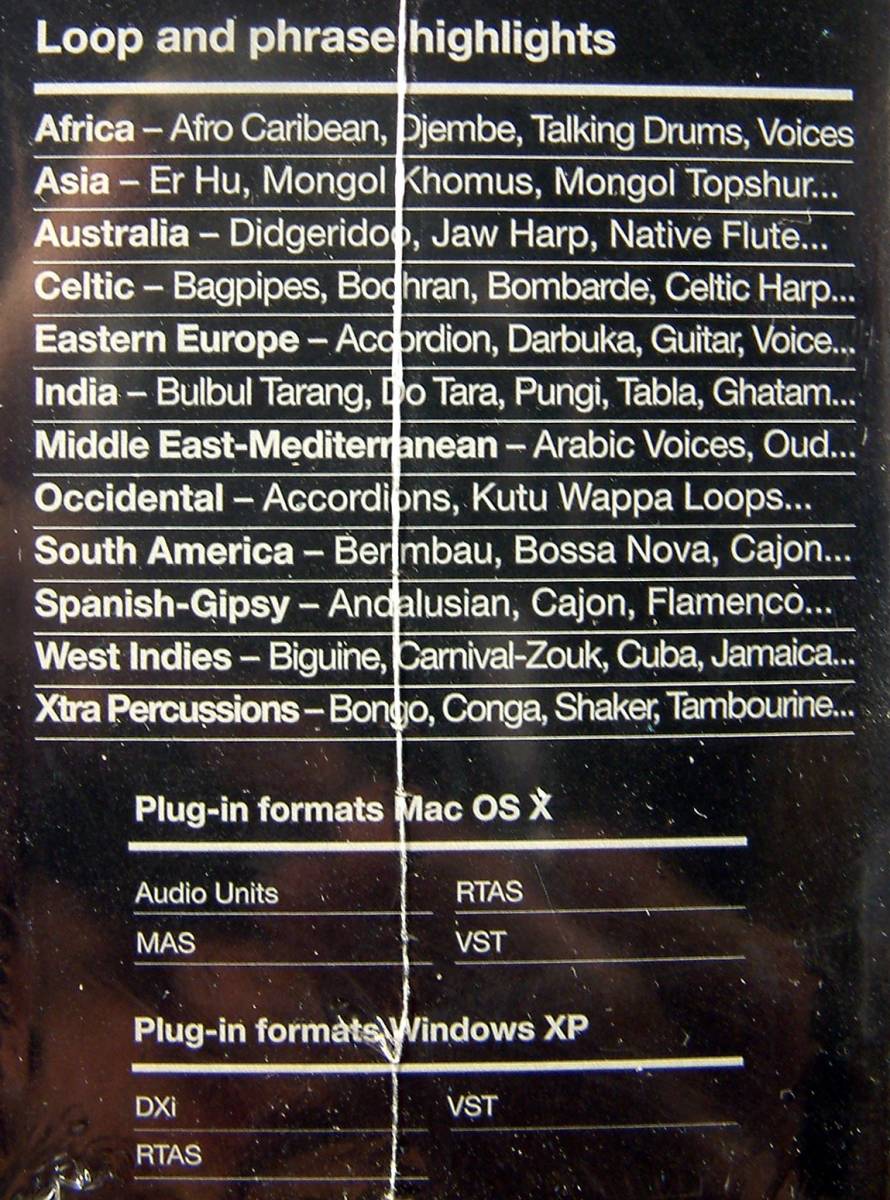 Loop and phrase highlights
Africa – Afro Caribean, Djembe, Talking Drums, Voices
Asia – Er Hu, Mongol Khomus, Mongol Topshur...
Australia – Didgeridoo, Jaw Harp, Native Flute...
Celtic – Bagpipes, Bodhran, Bombarde, Celtic Harp...
Eastern Europe – Accordion, Darbuka, Guitar, Voice...
India – Bulbul Tarang, Do Tara, Pungi, Tabla, Ghatam...
Middle East-Mediterranean – Arabic Voices, Oud...
Occidental – Accordions, Kutu Wappa Loops...
South America – Berimbau, Bossa Nova, Cajon...
Spanish-Gipsy – Andalusian, Cajon, Flamenco...
West Indies – Biguine, Carnival-Zouk, Cuba, Jamaica...
Xtra Percussions – Bongo, Conga, Shaker, Tambourine...
Plug-in formats Mac OS X
Audio Units RTAS
MAS VST
Plug-in formats Windows XP
DXi VST
RTAS